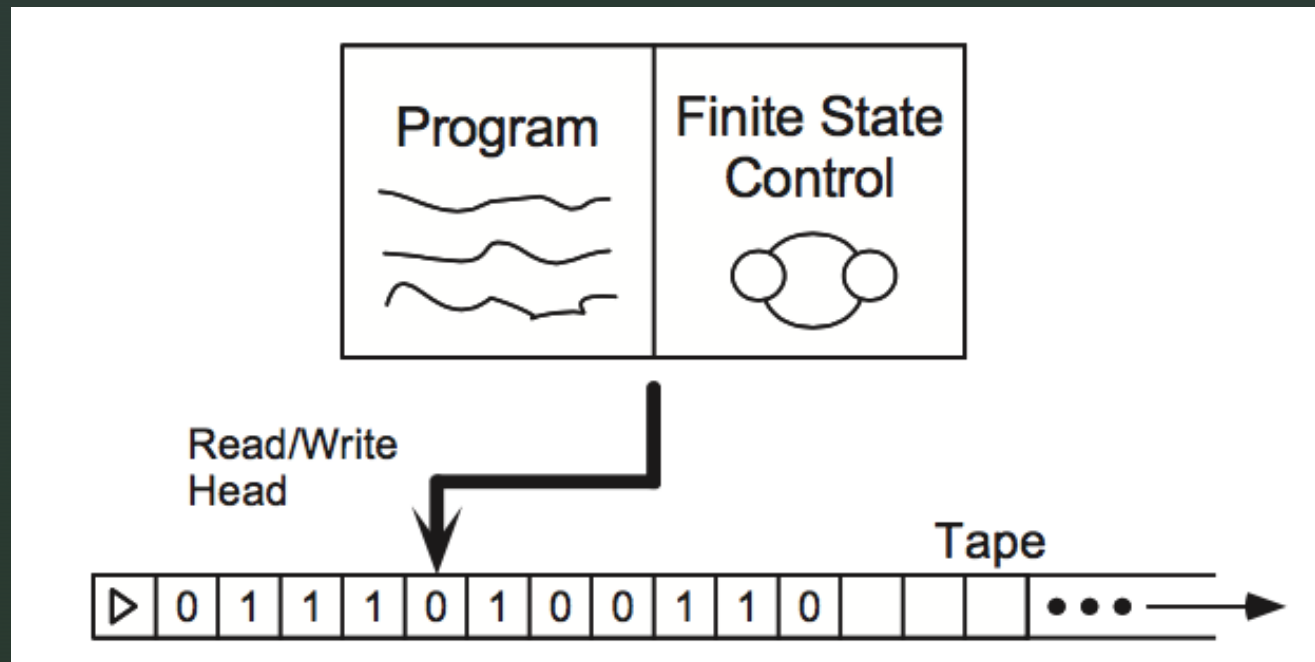 Program
Finite State
Control
Read/Write
Head
Tape
0 1 1 1 0 1 0 0 1 1 0